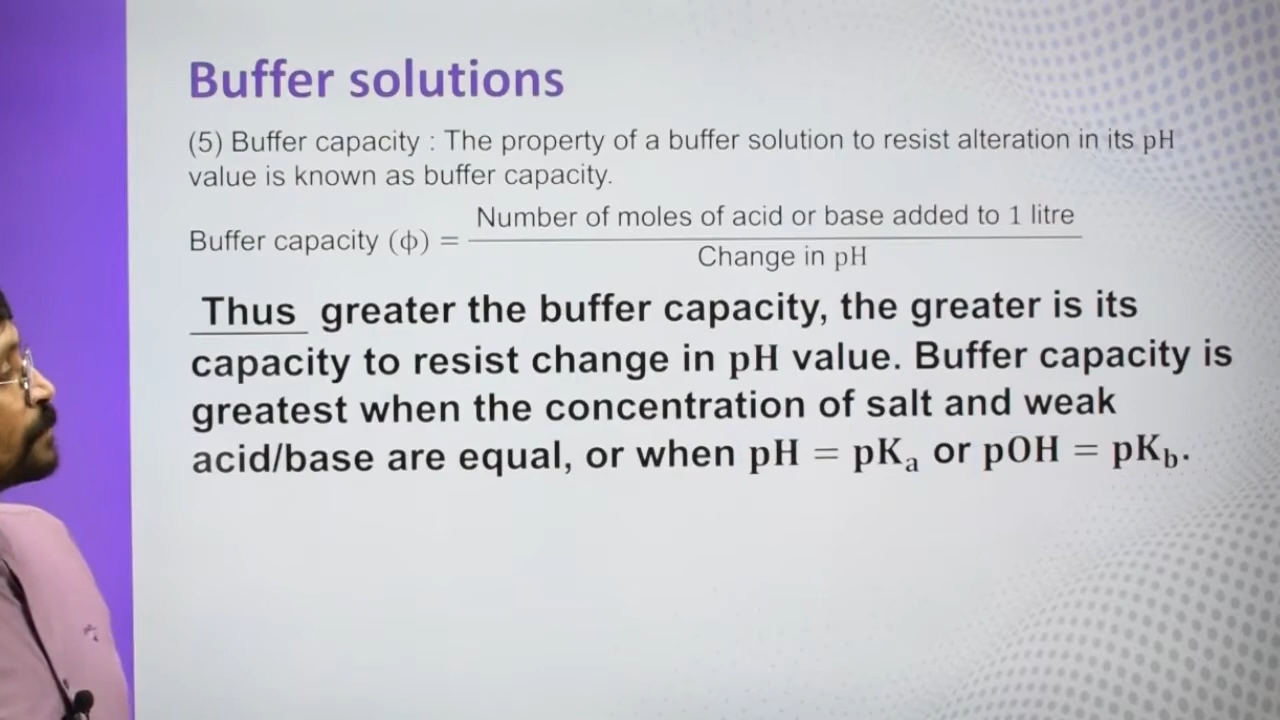 Buffer solutions
(5) Buffer capacity : The property of a buffer solution to resist alteration in its pH
value is known as buffer capacity.
Number of moles of acid or base added to 1 litre
Buffer capacity (ϕ) =
Change in pH
Thus greater the buffer capacity, the greater is its
capacity to resist change in pH value. Buffer capacity is
greatest when the concentration of salt and weak
acid/base are equal, or when pH = pKₐ or pOH = pK_b.